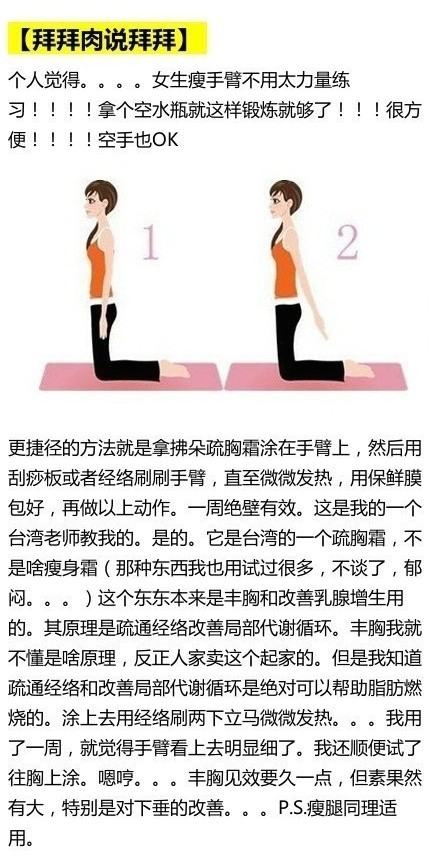 【拜拜肉说拜拜】
个人觉得。。。。女生瘦手臂不用太力量练
习！！！！拿个空水瓶就这样锻炼就够了！！！很方
便！！！！空手也OK
1 2
更捷径的方法就是拿拂朵疏胸霜涂在手臂上，然后用
刮痧板或者经络刷刷手臂，直至微微发热，用保鲜膜
包好，再做以上动作。一周绝壁有效。这是我的一个
台湾老师教我的。是的。它是台湾的一个疏胸霜，不
是啥瘦身霜（那种东西我也用试过很多，不谈了，郁
闷。。。）这个东东本来是丰胸和改善乳腺增生用
的。其原理是疏通经络改善局部代谢循环。丰胸我就
不懂是啥原理，反正人家卖这个起家的。但是我知道
疏通经络和改善局部代谢循环是绝对可以帮助脂肪燃
烧的。涂上去用经络刷两下立马微微发热。。。我用
了一周，就觉得手臂看上去明显细了。我还顺便试了
往胸上涂。嗯哼。。。丰胸见效要久一点，但素果然
有大，特别是对下垂的改善。。。P.S.瘦腿同理适
用。